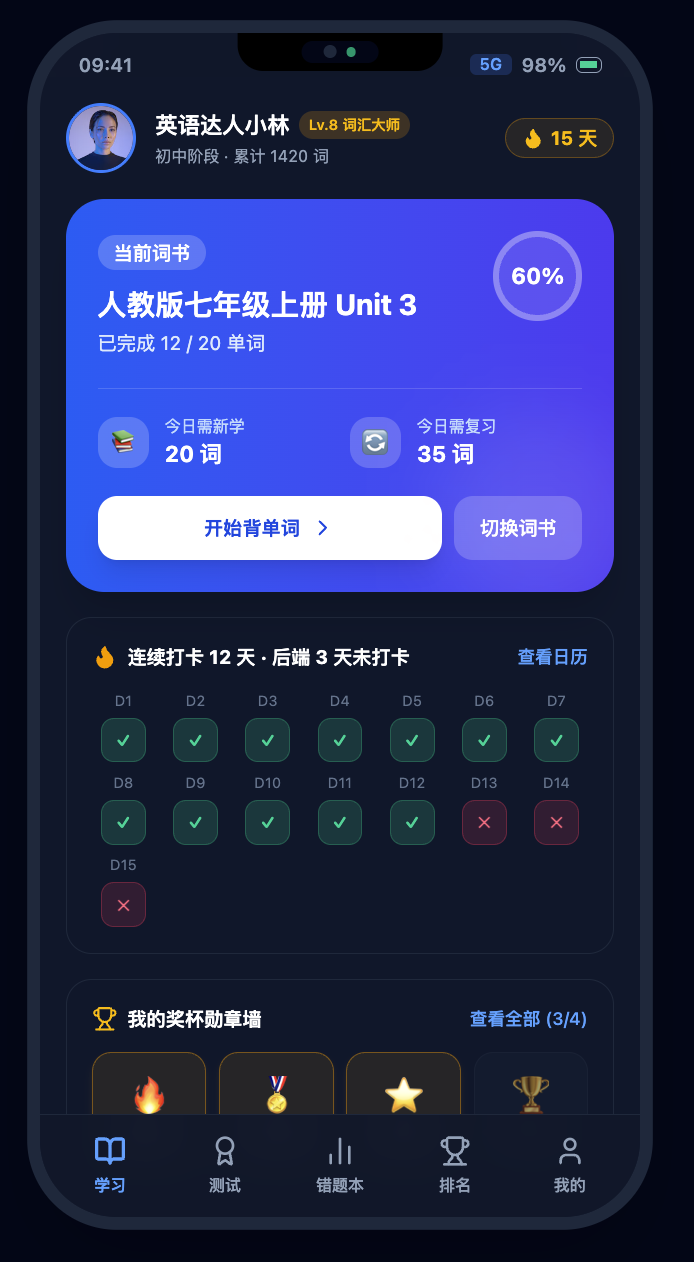 09:41
5G 98%
英语达人小林 Lv.8 词汇大师
初中阶段 · 累计 1420 词
15 天
当前词书
60%
人教版七年级上册 Unit 3
已完成 12 / 20 单词
今日需新学
20 词
今日需复习
35 词
开始背单词
切换词书
连续打卡 12 天 · 后端 3 天未打卡
查看日历
D1 D2 D3 D4 D5 D6 D7
D8 D9 D10 D11 D12 D13 D14
D15
我的奖杯勋章墙
查看全部 (3/4)
学习 测试 错题本 排名 我的